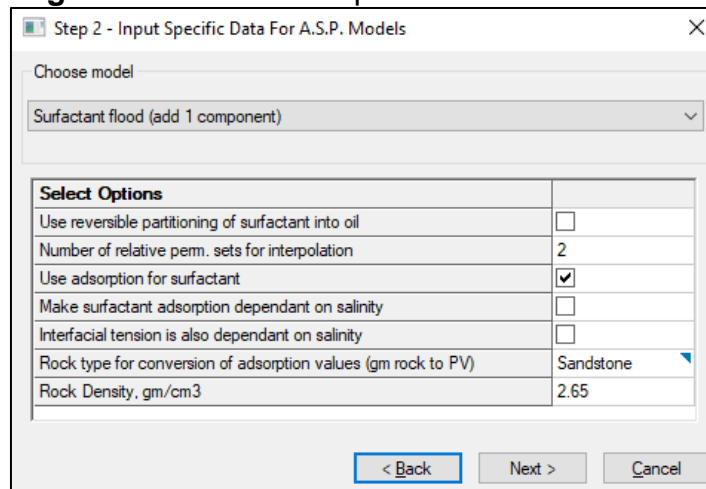 Step 2 - Input Specific Data For A.S.P. Models
Choose model
Surfactant flood (add 1 component)
Select Options
Use reversible partitioning of surfactant into oil
Number of relative perm. sets for interpolation 2
Use adsorption for surfactant
Make surfactant adsorption dependant on salinity
Interfacial tension is also dependant on salinity
Rock type for conversion of adsorption values (gm rock to PV) Sandstone
Rock Density, gm/cm3 2.65
< Back Next > Cancel